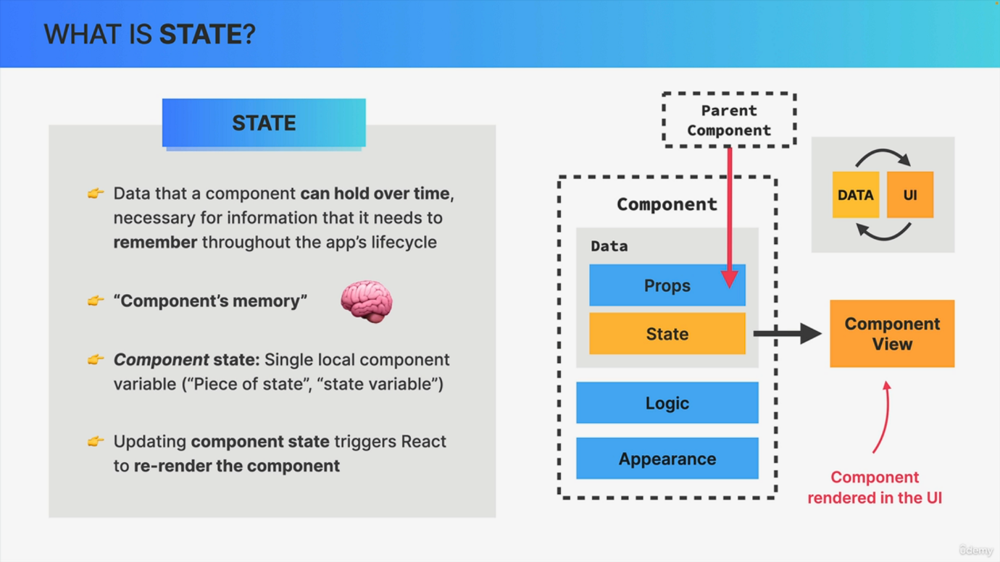 WHAT IS STATE?
STATE
Data that a component can hold over time,
necessary for information that it needs to
remember throughout the app’s lifecycle
“Component’s memory”
Component state: Single local component
variable (“Piece of state”, “state variable”)
Updating component state triggers React
to re-render the component
Parent
Component
Component
Data
Props
State
Logic
Appearance
DATA
UI
Component
View
Component
rendered in the UI
ûdemy